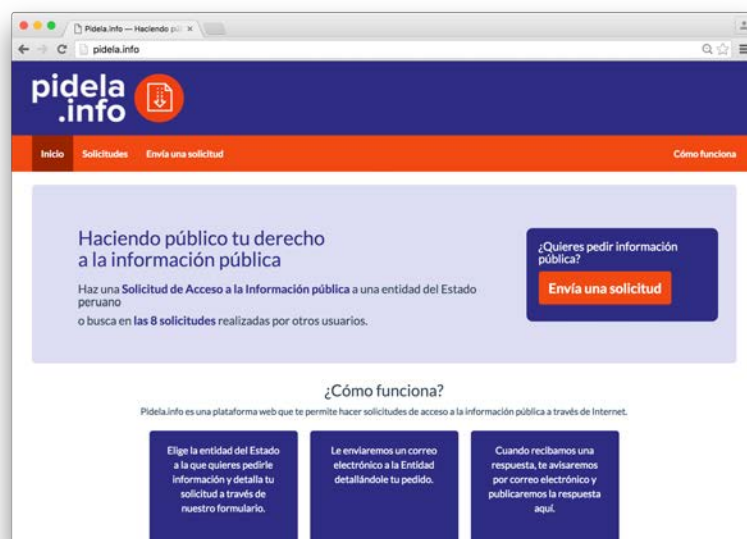 Pidela.info — Haciendo pú
pidela.info
pidela
.info
Inicio Solicitudes Envía una solicitud Cómo funciona
Haciendo público tu derecho
a la información pública
Haz una Solicitud de Acceso a la Información pública a una entidad del Estado
peruano
o busca en las 8 solicitudes realizadas por otros usuarios.
¿Quieres pedir información
pública?
Envía una solicitud
¿Cómo funciona?
Pidela.info es una plataforma web que te permite hacer solicitudes de acceso a la información pública a través de Internet.
Elige la entidad del Estado
a la que quieres pedirle
información y detalla tu
solicitud a través de
nuestro formulario.
Le enviaremos un correo
electrónico a la Entidad
detallándole tu pedido.
Cuando recibamos una
respuesta, te avisaremos
por correo electrónico y
publicaremos la respuesta
aquí.